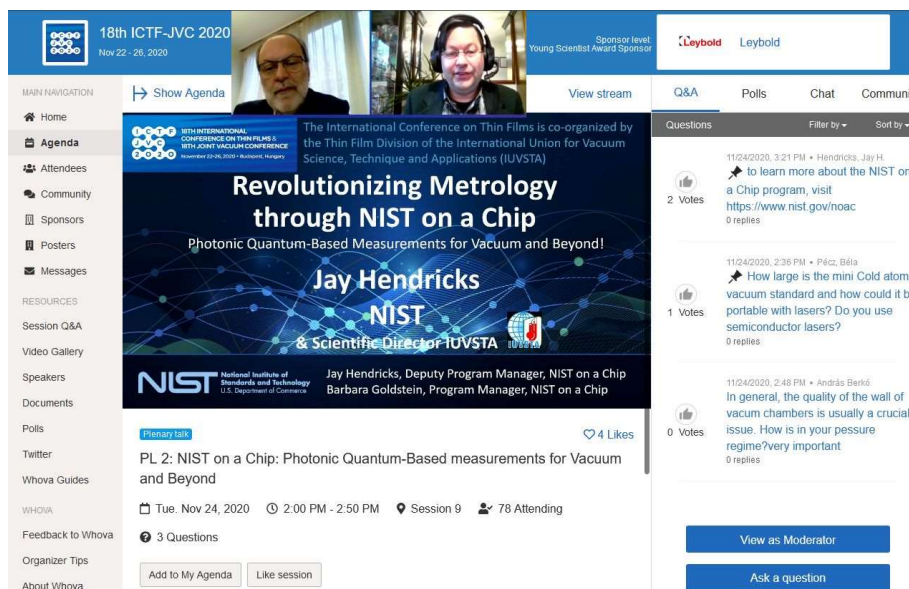 18th ICTF-JVC 2020
Nov 22 - 26, 2020
Sponsor level:
Young Scientist Award Sponsor
Leybold
Leybold
MAIN NAVIGATION
Home
Agenda
Attendees
Community
Sponsors
Posters
Messages
RESOURCES
Session Q&A
Video Gallery
Speakers
Documents
Polls
Twitter
Whova Guides
WHOVA
Feedback to Whova
Organizer Tips
About Whova
Show Agenda
View stream
ICTF
JVC
2020
18TH INTERNATIONAL
CONFERENCE ON THIN FILMS &
18TH JOINT VACUUM CONFERENCE
November 22-26, 2020 • Budapest, Hungary
The International Conference on Thin Films is co-organized by
the Thin Film Division of the International Union for Vacuum
Science, Technique and Applications (IUVSTA)
Revolutionizing Metrology
through NIST on a Chip
Photonic Quantum-Based Measurements for Vacuum and Beyond!
Jay Hendricks
NIST
& Scientific Director IUVSTA
IUVSTA
NIST
National Institute of
Standards and Technology
U.S. Department of Commerce
Jay Hendricks, Deputy Program Manager, NIST on a Chip
Barbara Goldstein, Program Manager, NIST on a Chip
Plenary talk
4 Likes
PL 2: NIST on a Chip: Photonic Quantum-Based measurements for Vacuum
and Beyond
Tue. Nov 24, 2020 2:00 PM - 2:50 PM Session 9 78 Attending
3 Questions
Add to My Agenda Like session
Q&A Polls Chat Communi
Questions Filter by Sort by
11/24/2020, 3:21 PM • Hendricks, Jay H.
to learn more about the NIST on
a Chip program, visit
https://www.nist.gov/noac
0 replies
2 Votes
11/24/2020, 2:36 PM • Pécz, Béla
How large is the mini Cold atom
vacuum standard and how could it b
portable with lasers? Do you use
semiconductor lasers?
0 replies
1 Votes
11/24/2020, 2:48 PM • András Berkó
In general, the quality of the wall of
vacum chambers is usually a crucial
issue. How is in your pessure
regime?very important
0 replies
0 Votes
View as Moderator
Ask a question